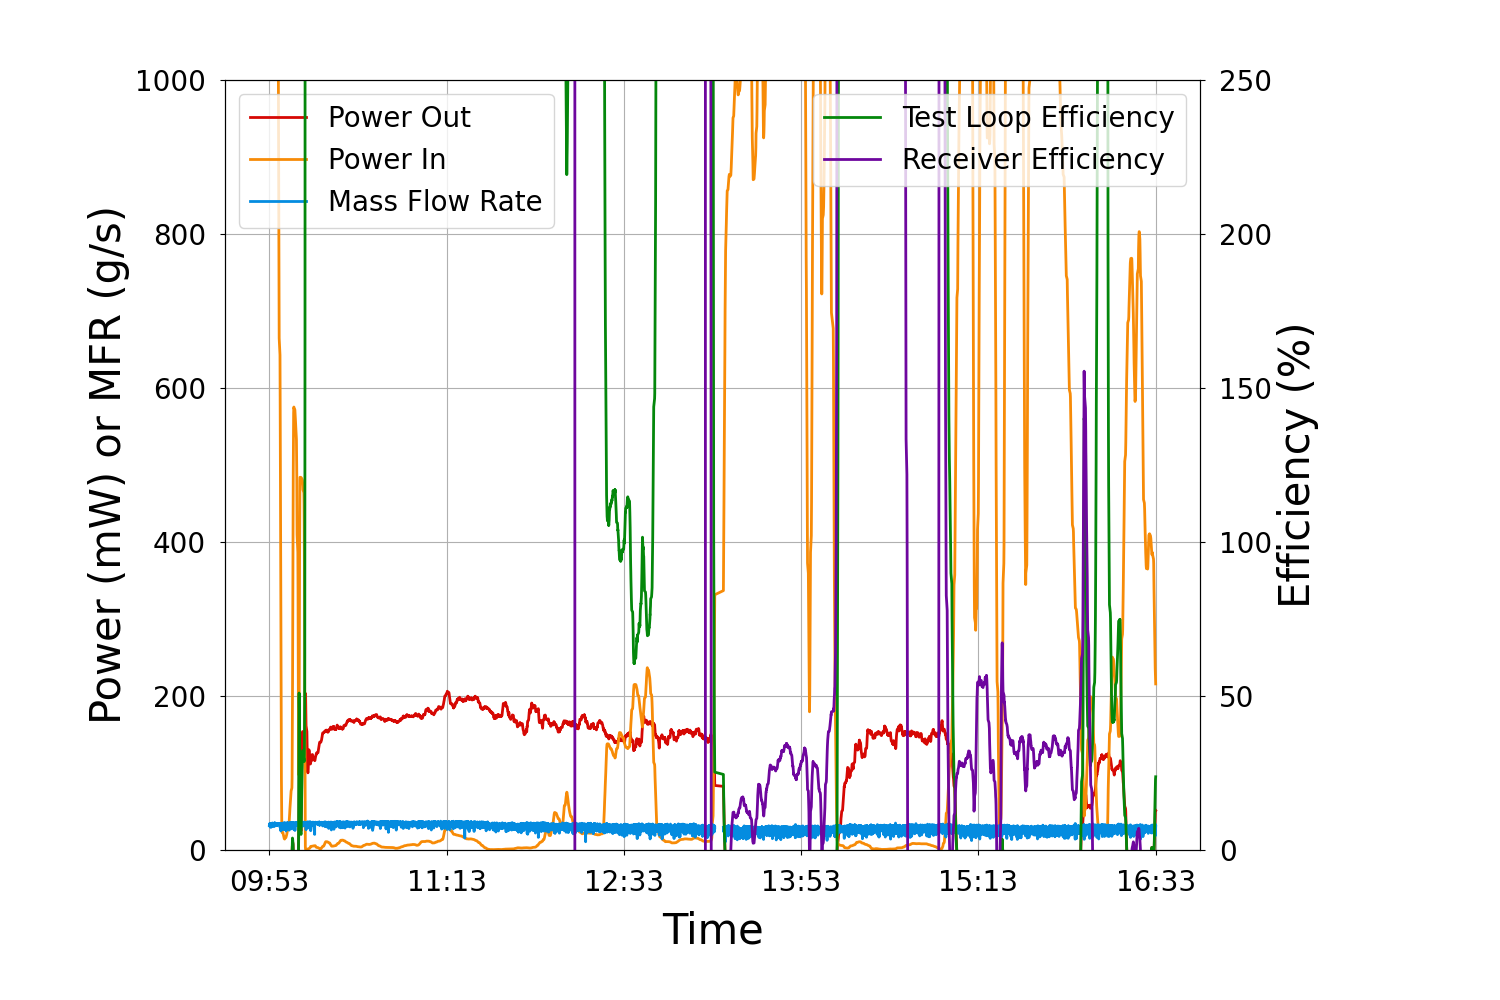 1000
800
600
400
200
0
Power (mW) or MFR (g/s)
Power Out
Power In
Mass Flow Rate
Test Loop Efficiency
Receiver Efficiency
250
200
150
100
50
0
Efficiency (%)
09:53 11:13 12:33 13:53 15:13 16:33
Time